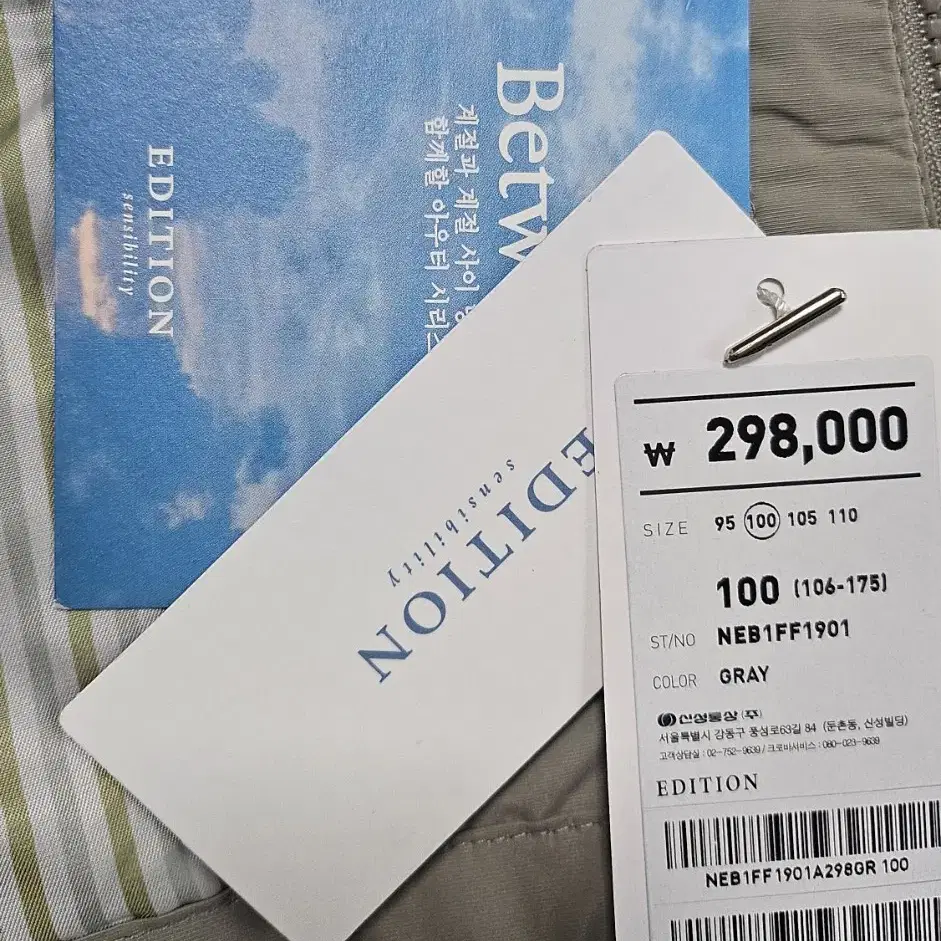 Betw
계절과 계절 사이
함께할 아우터 시리즈
EDITION
sensibility
EDITION
sensibility
₩ 298,000
SIZE 95 100 105 110
100 (106-175)
ST/NO NEB1FF1901
COLOR GRAY
신성통상 (주)
서울특별시 강동구 풍성로63길 84 (둔촌동, 신성빌딩)
고객상담실 : 02-752-9639 / 크로바서비스 : 080-023-9639
EDITION
NEB1FF1901A298GR 100